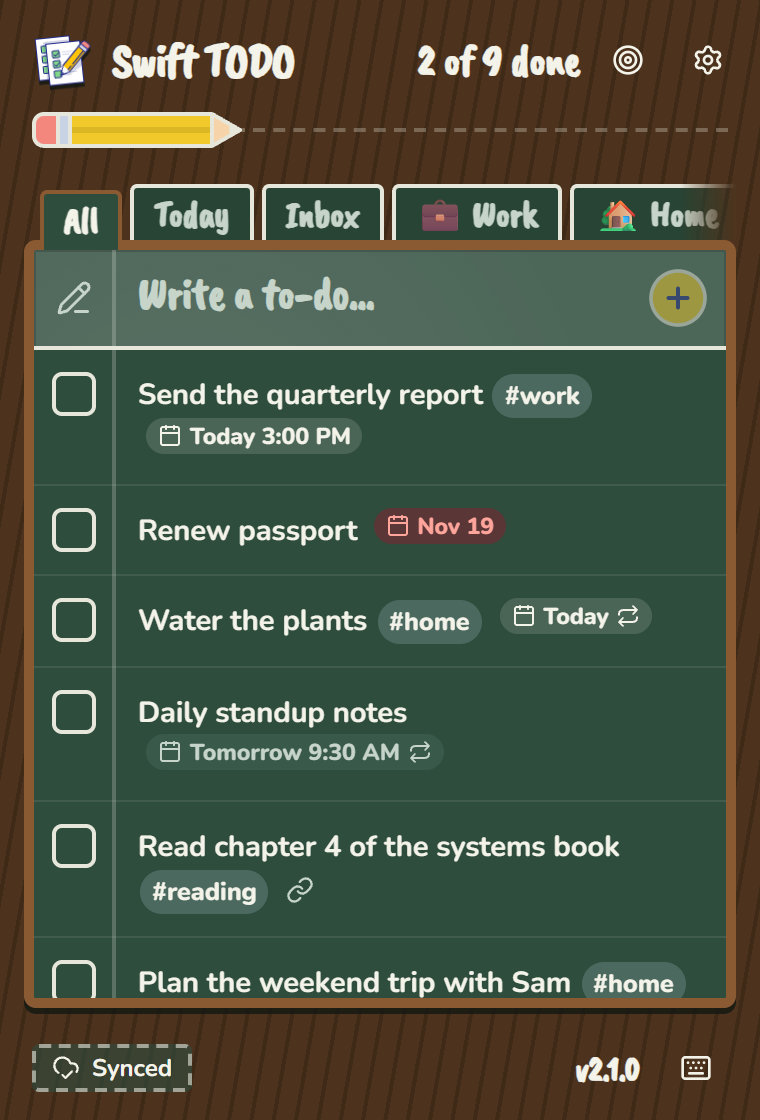 Swift TODO
2 of 9 done
All
Today
Inbox
Work
Home
Write a to-do...
Send the quarterly report #work
Today 3:00 PM
Renew passport Nov 19
Water the plants #home Today
Daily standup notes
Tomorrow 9:30 AM
Read chapter 4 of the systems book
#reading
Plan the weekend trip with Sam #home
Synced
v2.1.0